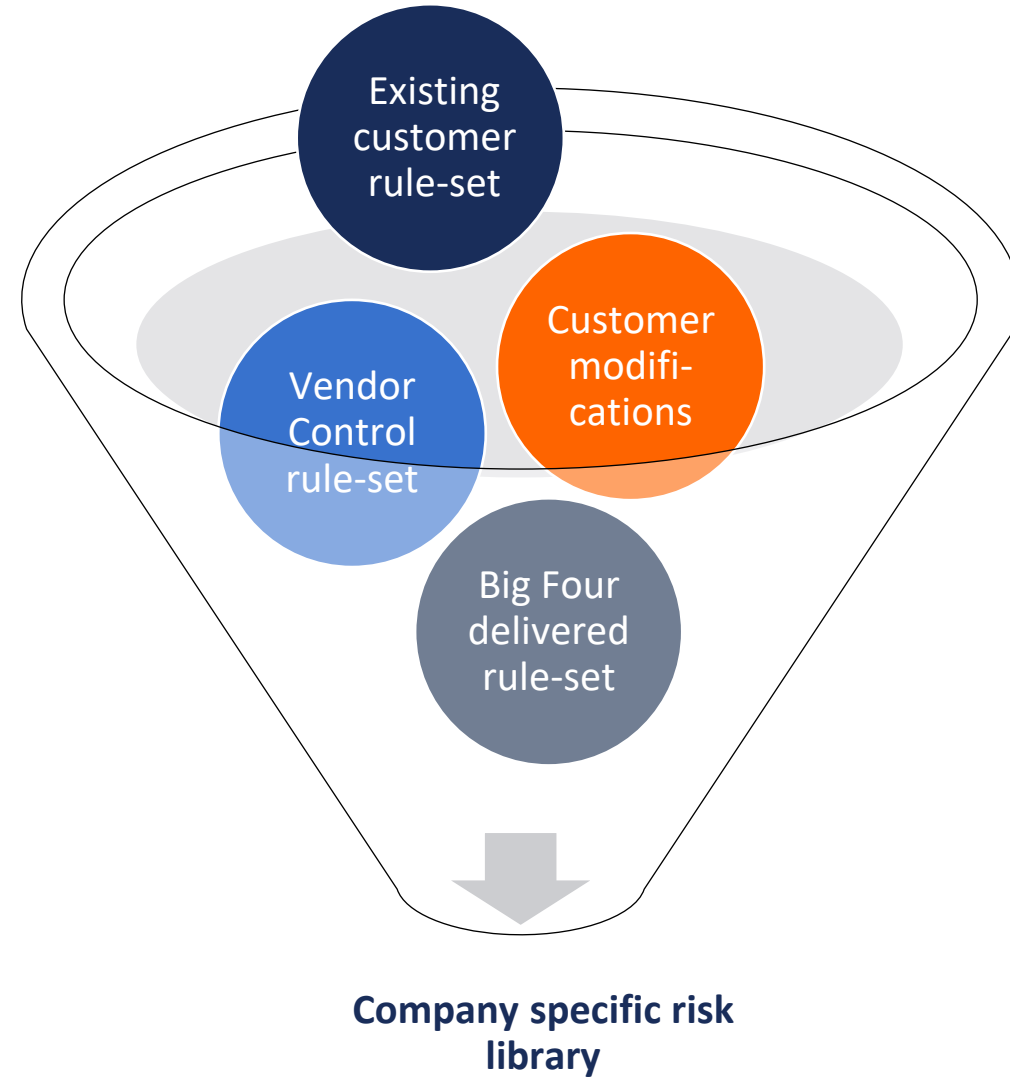 Existing
customer
rule-set
Customer
modifi-
cations
Vendor
Control
rule-set
Big Four
delivered
rule-set
Company specific risk
library